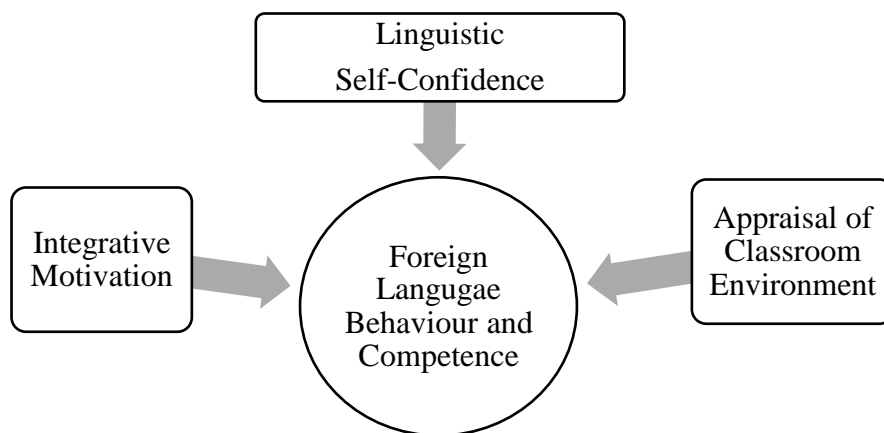 Linguistic
Self-Confidence
Integrative
Motivation
Foreign
Langugae
Behaviour and
Competence
Appraisal of
Classroom
Environment